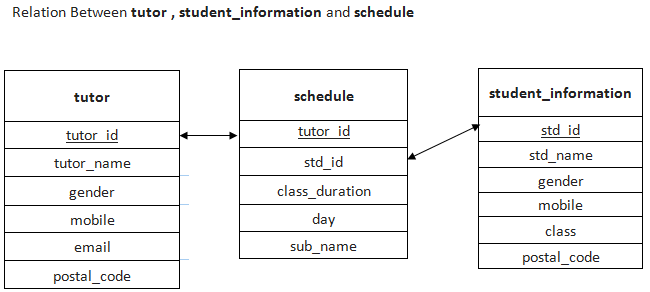 Relation Between tutor , student_information and schedule
tutor
tutor_id
tutor_name
gender
mobile
email
postal_code
schedule
tutor_id
std_id
class_duration
day
sub_name
student_information
std_id
std_name
gender
mobile
class
postal_code